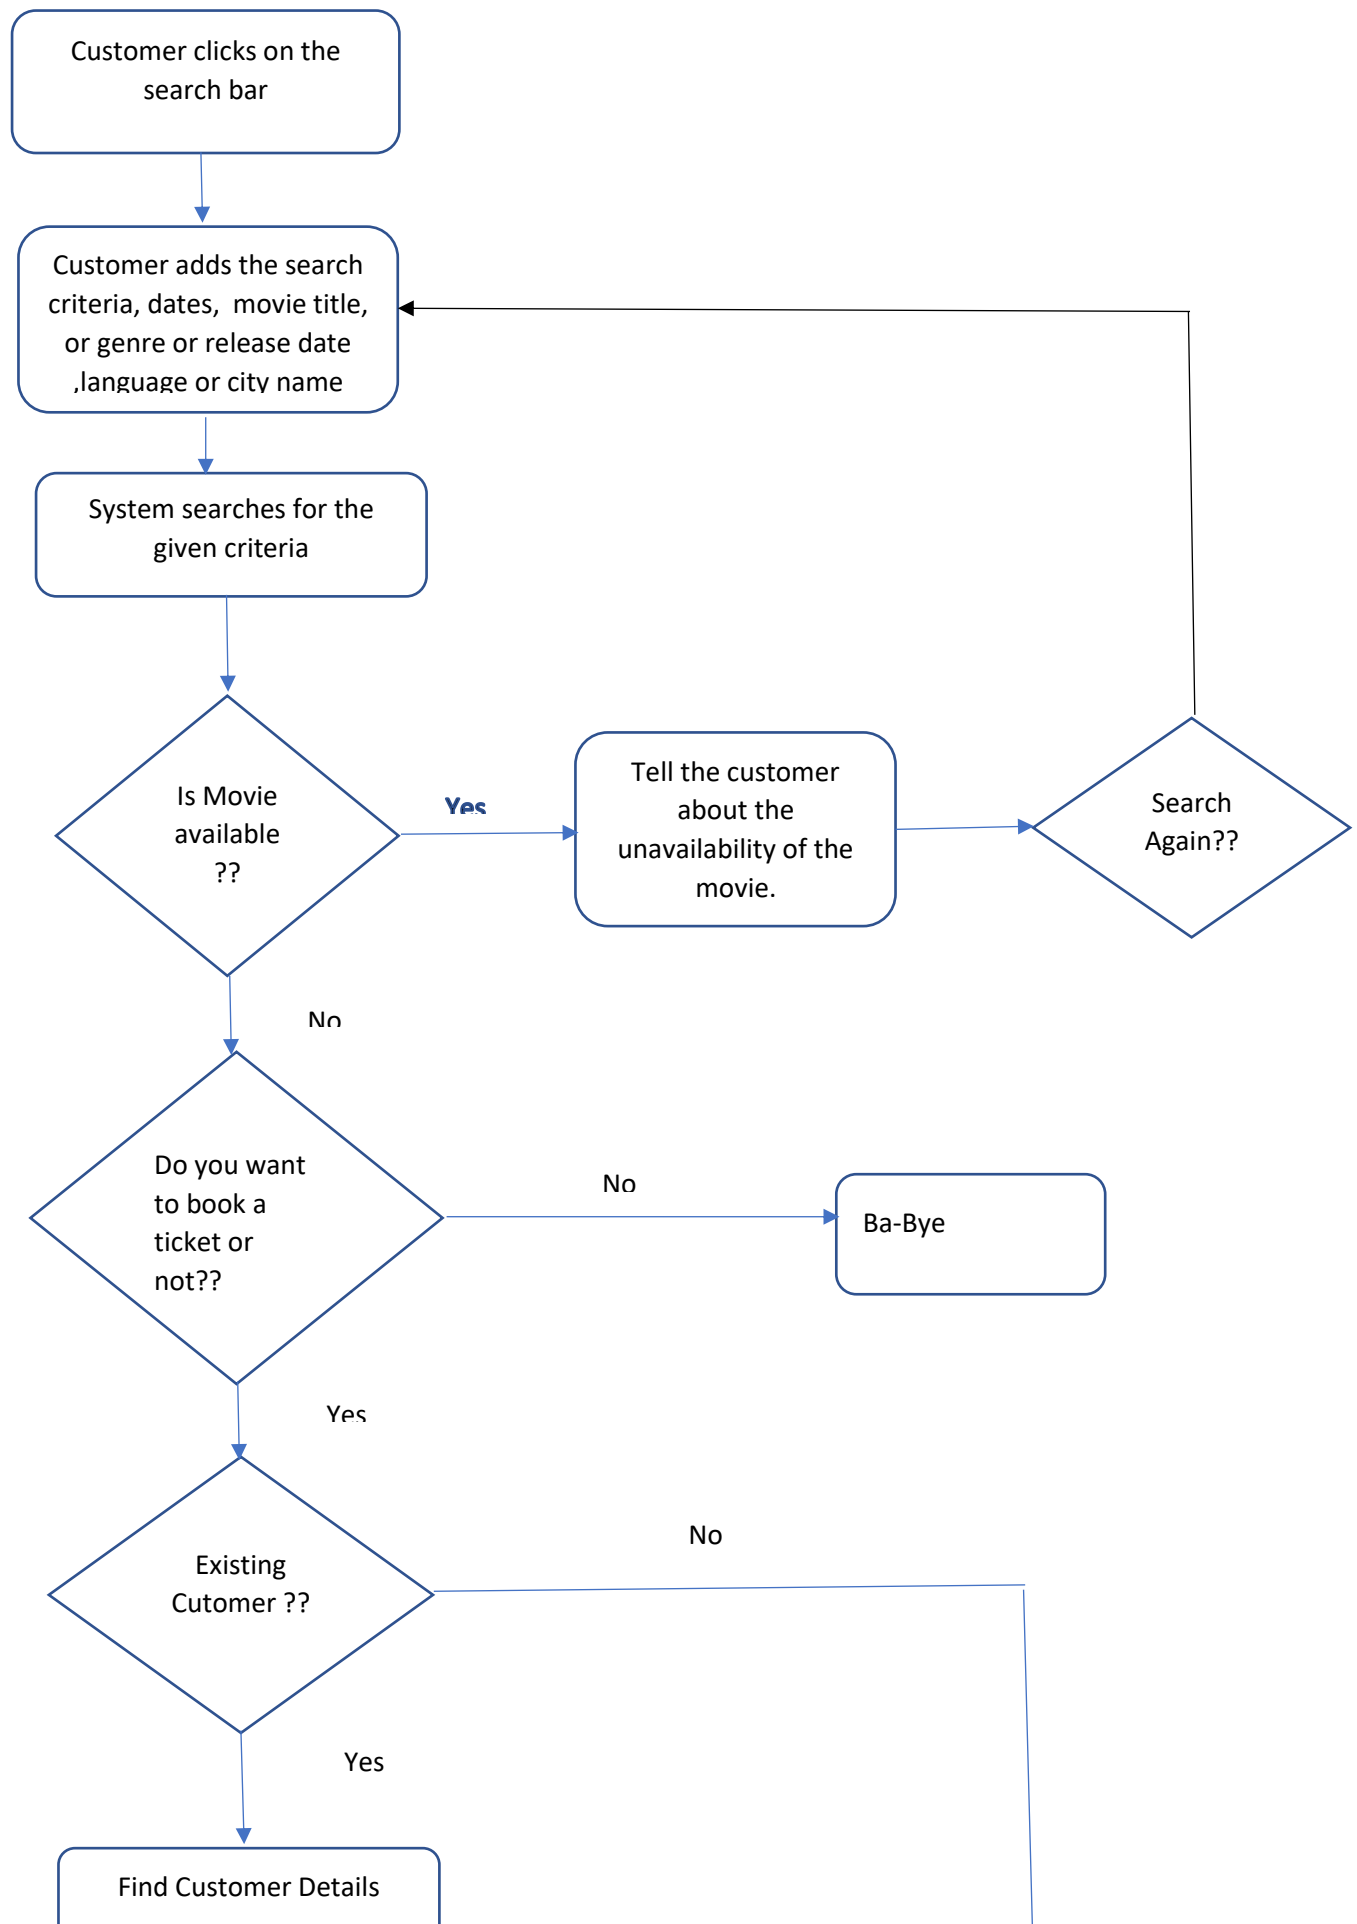 Customer clicks on the
search bar
Customer adds the search
criteria, dates, movie title,
or genre or release date
,language or city name
System searches for the
given criteria
Is Movie
available
??
Yes
Tell the customer
about the
unavailability of the
movie.
Search
Again??
No
Do you want
to book a
ticket or
not??
No
Ba-Bye
Yes
Existing
Cutomer ??
No
Yes
Find Customer Details